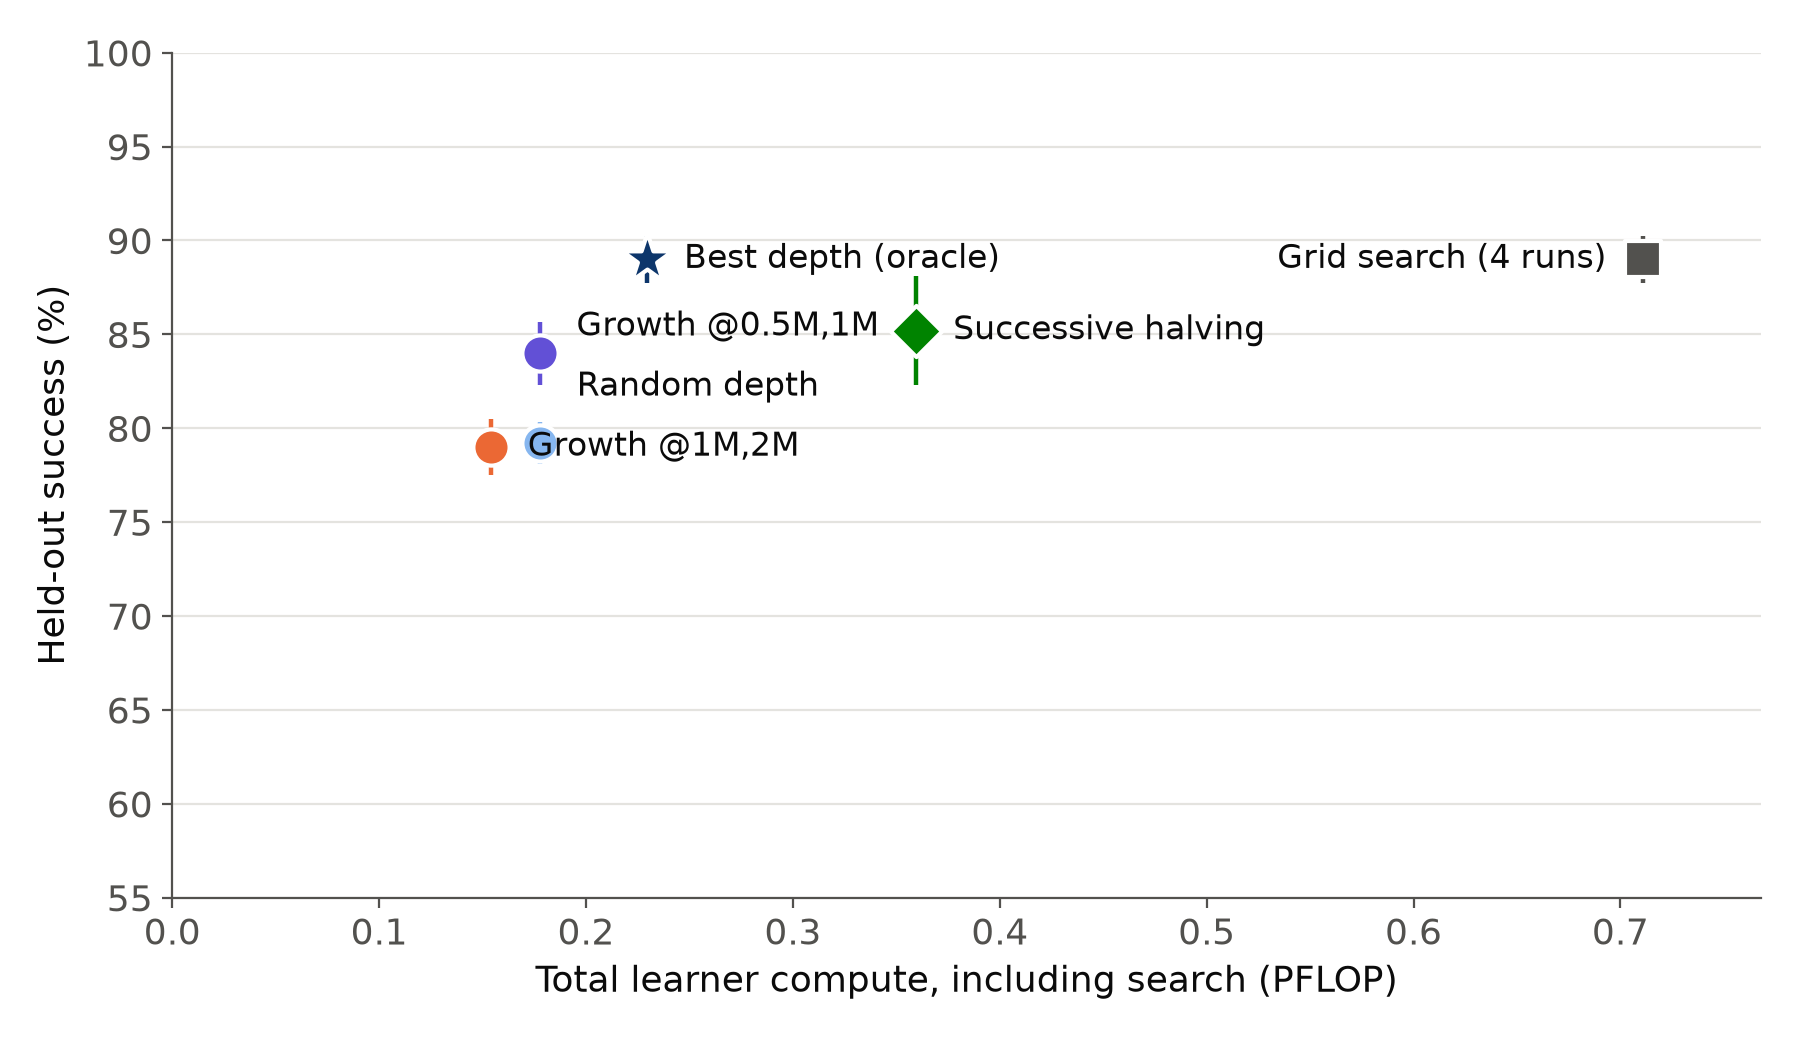 100
95
90
85
80
75
70
65
60
55
Held-out success (%)
Best depth (oracle)
Grid search (4 runs)
Growth @0.5M,1M
Successive halving
Random depth
Growth @1M,2M
0.0 0.1 0.2 0.3 0.4 0.5 0.6 0.7
Total learner compute, including search (PFLOP)